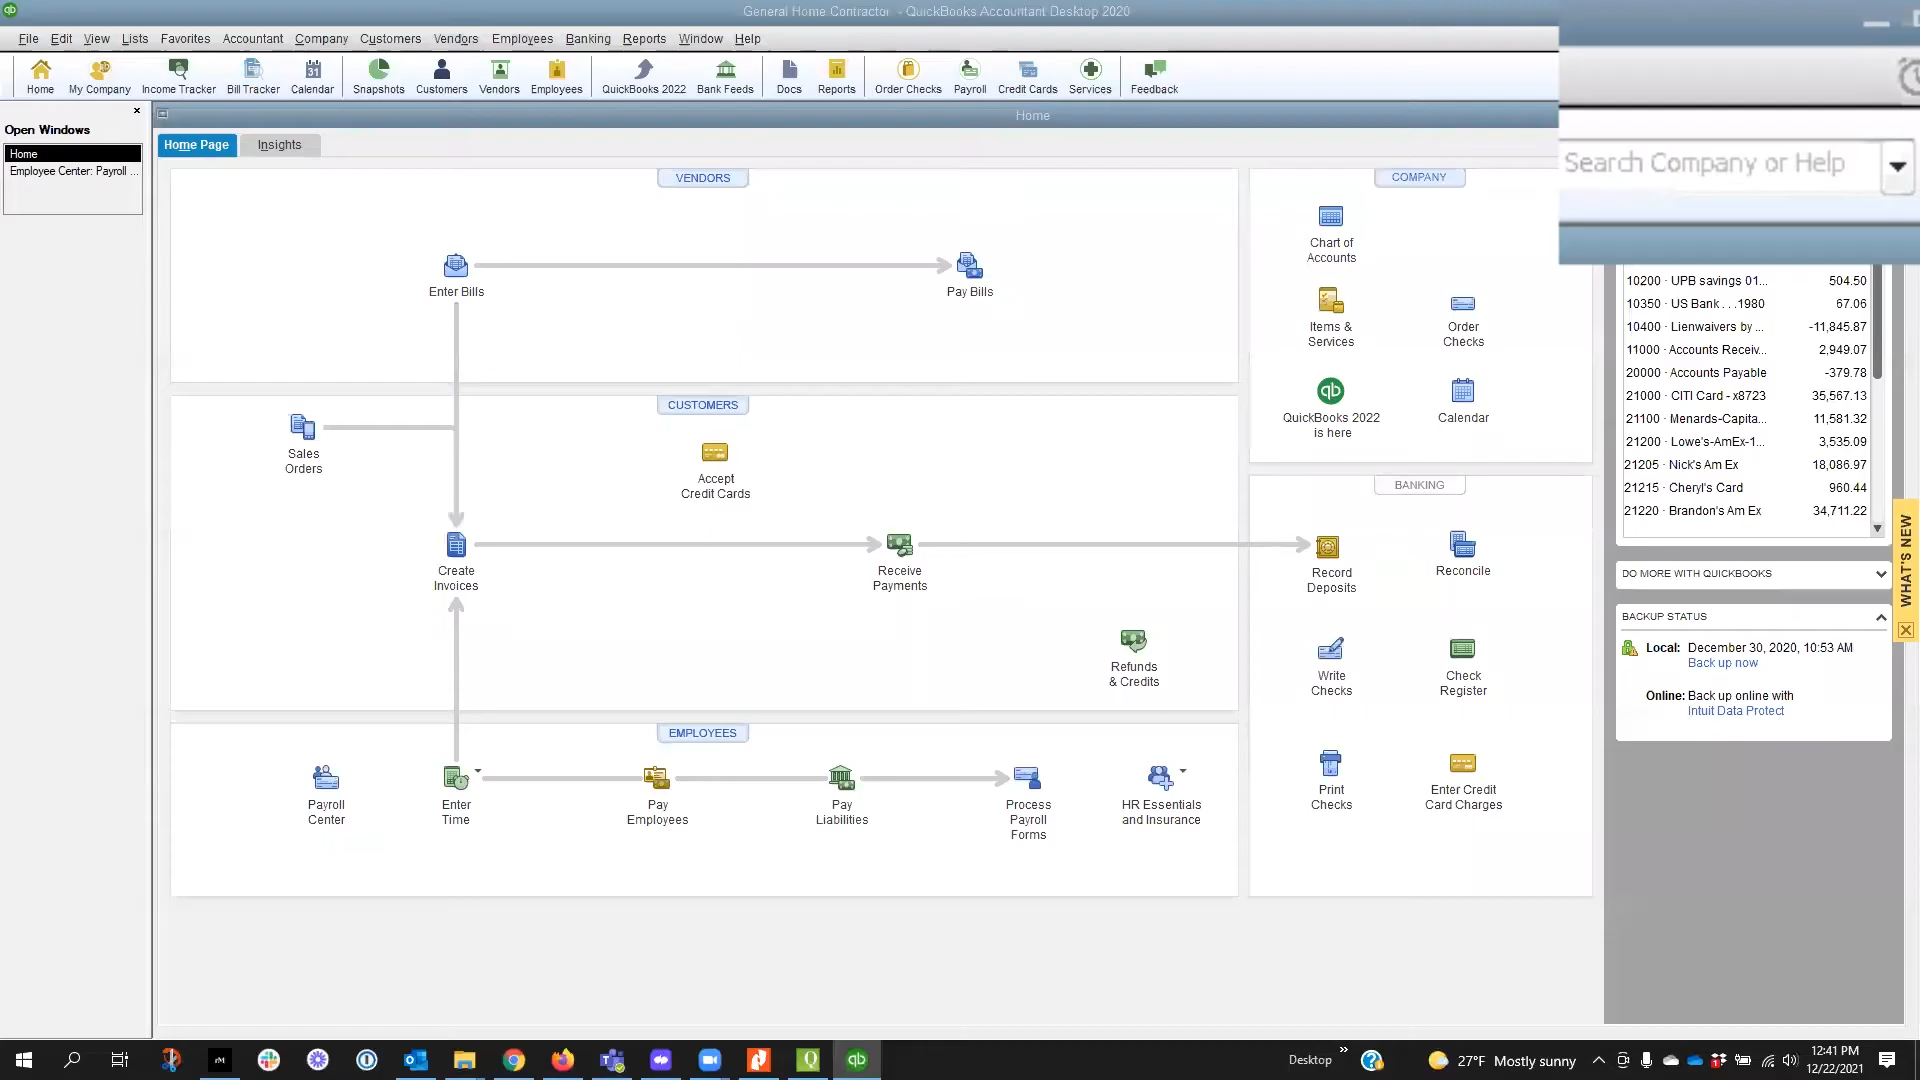 General Home Contractor - QuickBooks Accountant Desktop 2020
File Edit View Lists Favorites Accountant Company Customers Vendors Employees Banking Reports Window Help
Home My Company Income Tracker Bill Tracker Calendar Snapshots Customers Vendors Employees QuickBooks 2022 Bank Feeds Docs Reports Order Checks Payroll Credit Cards Services Feedback
Search Company or Help
Open Windows
Home
Employee Center: Payroll ...
Home
Home Page Insights
VENDORS
Enter Bills
Pay Bills
CUSTOMERS
Sales
Orders
Accept
Credit Cards
Create
Invoices
Receive
Payments
Refunds
& Credits
EMPLOYEES
Payroll
Center
Enter
Time
Pay
Employees
Pay
Liabilities
Process
Payroll
Forms
HR Essentials
and Insurance
COMPANY
Chart of
Accounts
Items &
Services
Order
Checks
QuickBooks 2022
is here
Calendar
BANKING
Record
Deposits
Reconcile
Write
Checks
Check
Register
Print
Checks
Enter Credit
Card Charges
10200 · UPB savings 01... 504.50
10350 · US Bank . . .1980 67.06
10400 · Lienwaivers by ... -11,845.87
11000 · Accounts Receiv... 2,949.07
20000 · Accounts Payable -379.78
21000 · CITI Card - x8723 35,567.13
21100 · Menards-Capita... 11,581.32
21200 · Lowe's-AmEx-1... 3,535.09
21205 · Nick's Am Ex 18,086.97
21215 · Cheryl's Card 960.44
21220 · Brandon's Am Ex 34,711.22
DO MORE WITH QUICKBOOKS
BACKUP STATUS
Local: December 30, 2020, 10:53 AM
Back up now
Online: Back up online with
Intuit Data Protect
WHAT'S NEW
Desktop
27°F Mostly sunny
12:41 PM
12/22/2021